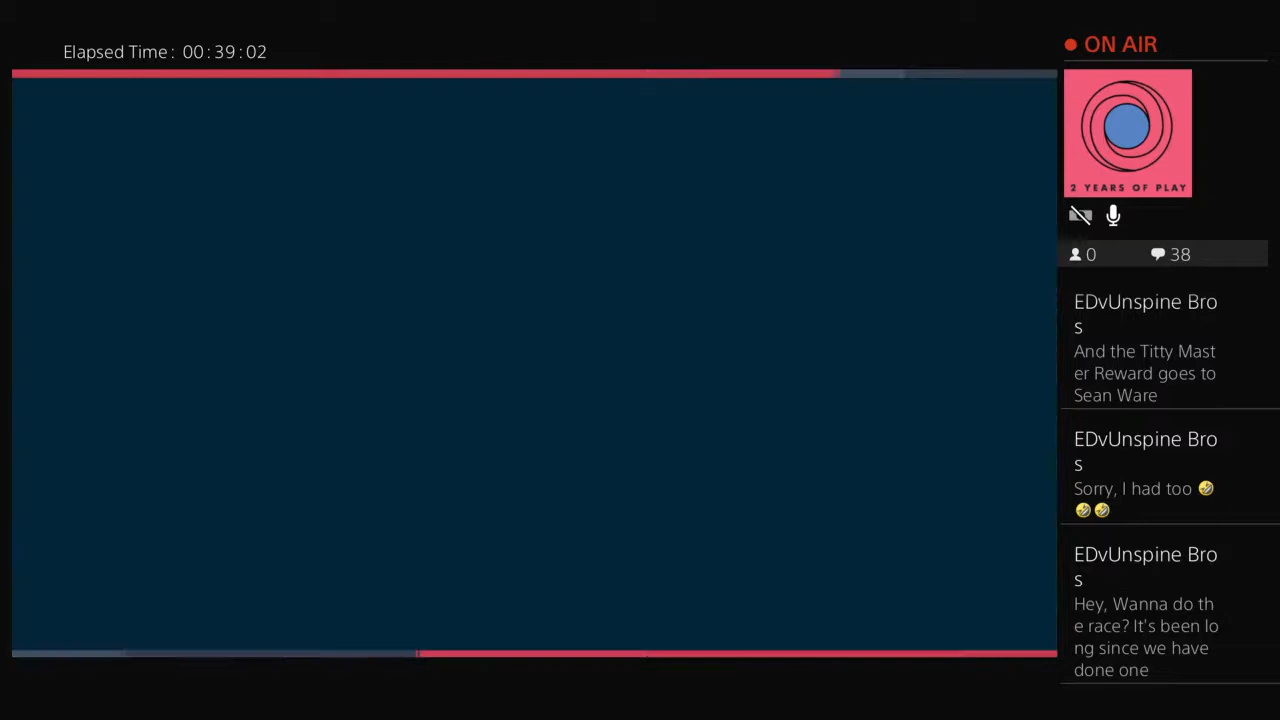 Elapsed Time: 00:39:02
ON AIR
2 YEARS OF PLAY
0 38
EDvUnspine Bro
s
And the Titty Mast
er Reward goes to
Sean Ware
EDvUnspine Bro
s
Sorry, I had too 🤣
🤣🤣
EDvUnspine Bro
s
Hey, Wanna do th
e race? It's been lo
ng since we have
done one